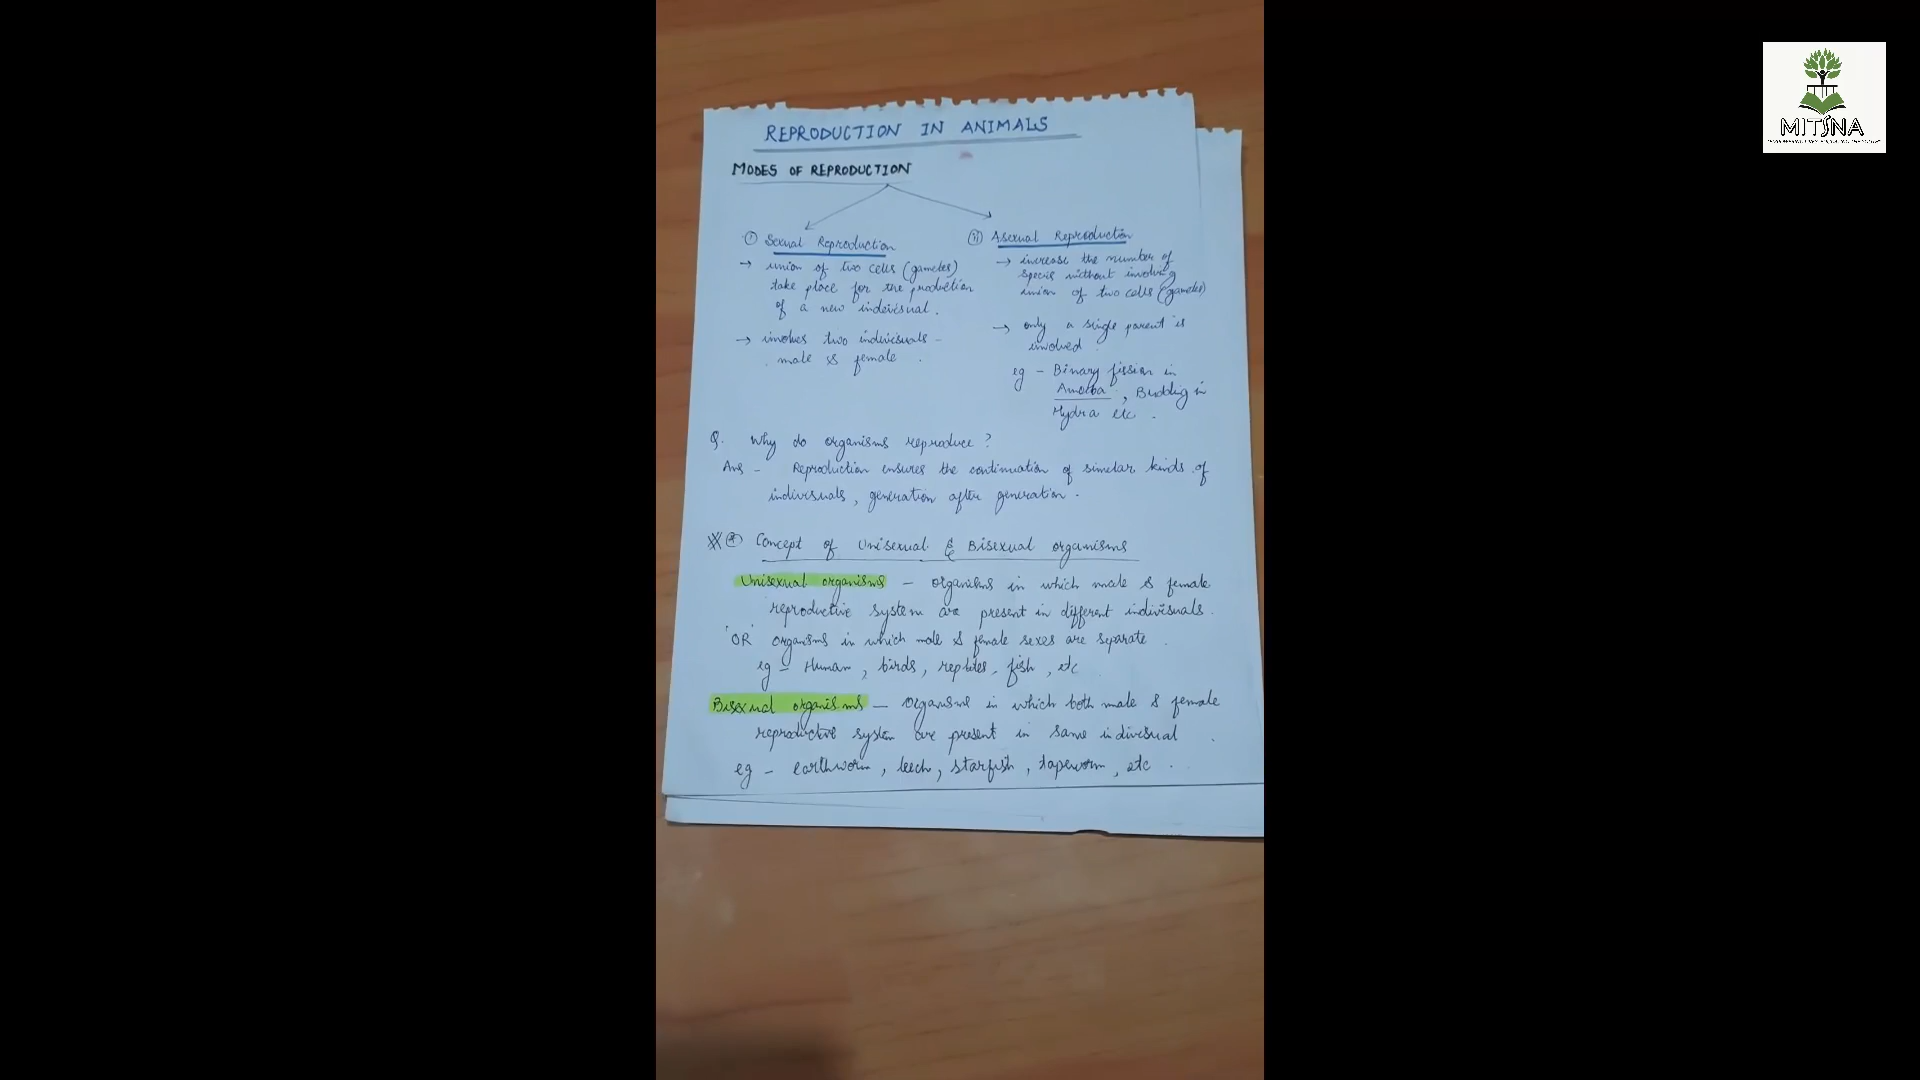 REPRODUCTION IN ANIMALS
MODES OF REPRODUCTION
(i) Sexual Reproduction
→ union of two cells (gametes)
take place for the production
of a new indivisual.
→ involves two indivisuals -
male & female.
(ii) Asexual Reproduction
→ increase the number of
species without involving
union of two cells (gametes)
→ only a single parent is
involved.
eg - Binary fission in
Amoeba, Budding in
Hydra etc.
Q. Why do organisms reproduce?
Ans - Reproduction ensures the continuation of similar kinds of
indivisuals, generation after generation.
Concept of Unisexual & Bisexual organisms
Unisexual organisms - organisms in which male & female
reproductive system are present in different indivisuals.
'OR' organisms in which male & female sexes are separate.
eg - Human, birds, reptiles, fish, etc
Bisexual organisms - organisms in which both male & female
reproductive system are present in same indivisual.
eg - earthworm, leech, starfish, tapeworm, etc.
MITSNA